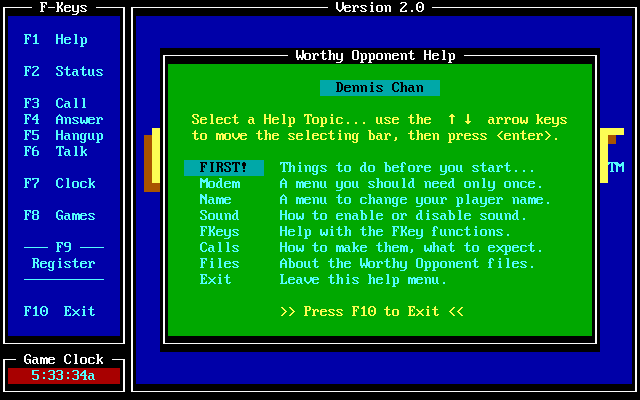 F-Keys
F1 Help
F2 Status
F3 Call
F4 Answer
F5 Hangup
F6 Talk
F7 Clock
F8 Games
F9
Register
F10 Exit
Game Clock
5:33:34a
Version 2.0
Worthy Opponent Help
Dennis Chan
Select a Help Topic... use the ↑↓ arrow keys
to move the selecting bar, then press <enter>.
FIRST! Things to do before you start...
Modem A menu you should need only once.
Name A menu to change your player name.
Sound How to enable or disable sound.
FKeys Help with the FKey functions.
Calls How to make them, what to expect.
Files About the Worthy Opponent files.
Exit Leave this help menu.
>> Press F10 to Exit <<
TM